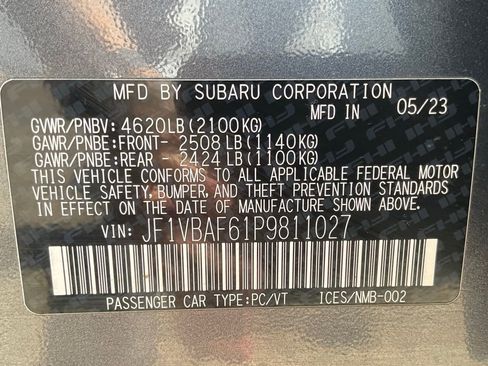 MFD BY SUBARU CORPORATION
MFD IN 05/23
GVWR/PNBV: 4620LB (2100KG)
GAWR/PNBE:FRONT- 2508 LB (1140KG)
GAWR/PNBE:REAR - 2424 LB (1100KG)
THIS VEHICLE CONFORMS TO ALL APPLICABLE FEDERAL MOTOR
VEHICLE SAFETY, BUMPER, AND THEFT PREVENTION STANDARDS
IN EFFECT ON THE DATE OF MANUFACTURE SHOWN ABOVE.
VIN: JF1VBAF61P9811027
PASSENGER CAR TYPE:PC/VT ICES/NMB-002